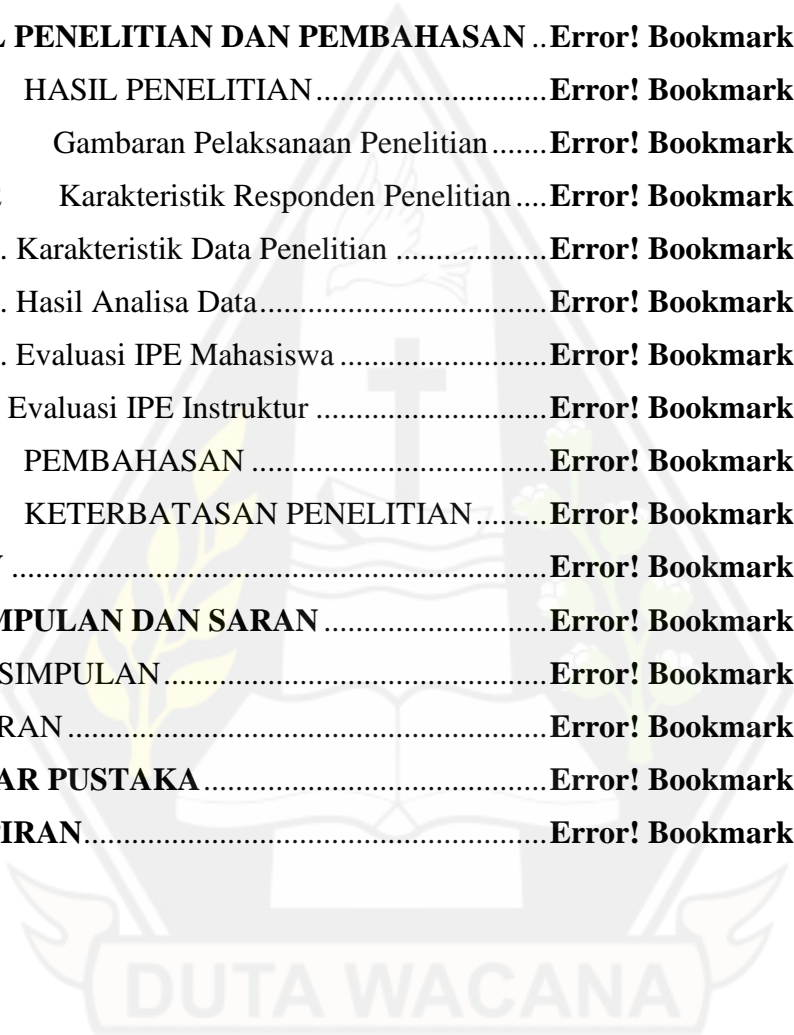 L PENELITIAN DAN PEMBAHASAN ..Error! Bookmark
HASIL PENELITIAN..........................Error! Bookmark
Gambaran Pelaksanaan Penelitian.......Error! Bookmark
Karakteristik Responden Penelitian....Error! Bookmark
. Karakteristik Data Penelitian .................Error! Bookmark
. Hasil Analisa Data................................Error! Bookmark
. Evaluasi IPE Mahasiswa.......................Error! Bookmark
Evaluasi IPE Instruktur ..........................Error! Bookmark
PEMBAHASAN .................................Error! Bookmark
KETERBATASAN PENELITIAN........Error! Bookmark
............................................................Error! Bookmark
MPULAN DAN SARAN.........................Error! Bookmark
SIMPULAN...........................................Error! Bookmark
RAN......................................................Error! Bookmark
AR PUSTAKA.......................................Error! Bookmark
PIRAN....................................................Error! Bookmark
DUTA WACANA